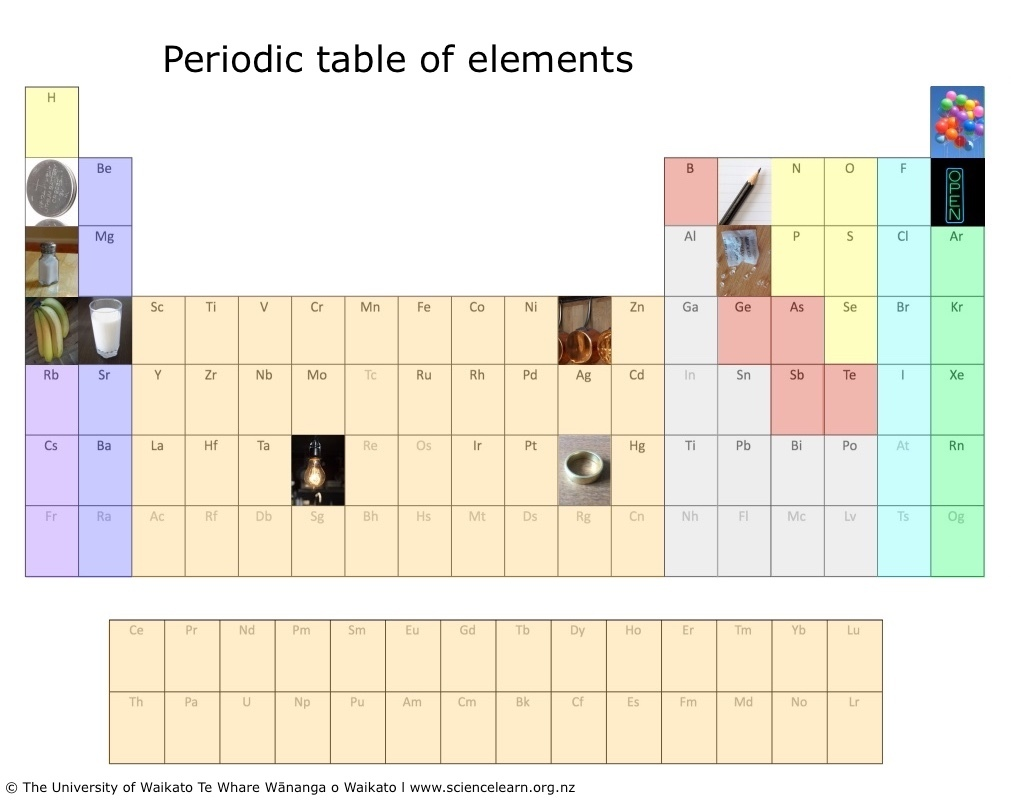 Periodic table of elements
H
Be B N O F OPEN
Mg Al P S Cl Ar
Sc Ti V Cr Mn Fe Co Ni Zn Ga Ge As Se Br Kr
Rb Sr Y Zr Nb Mo Tc Ru Rh Pd Ag Cd In Sn Sb Te I Xe
Cs Ba La Hf Ta Re Os Ir Pt Hg Ti Pb Bi Po At Rn
Fr Ra Ac Rf Db Sg Bh Hs Mt Ds Rg Cn Nh Fl Mc Lv Ts Og
Ce Pr Nd Pm Sm Eu Gd Tb Dy Ho Er Tm Yb Lu
Th Pa U Np Pu Am Cm Bk Cf Es Fm Md No Lr
© The University of Waikato Te Whare Wānanga o Waikato l www.sciencelearn.org.nz